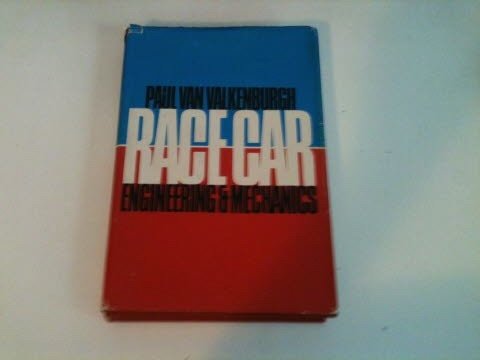 PAUL VAN VALKENBURGH
RACE CAR
ENGINEERING & MECHANICS